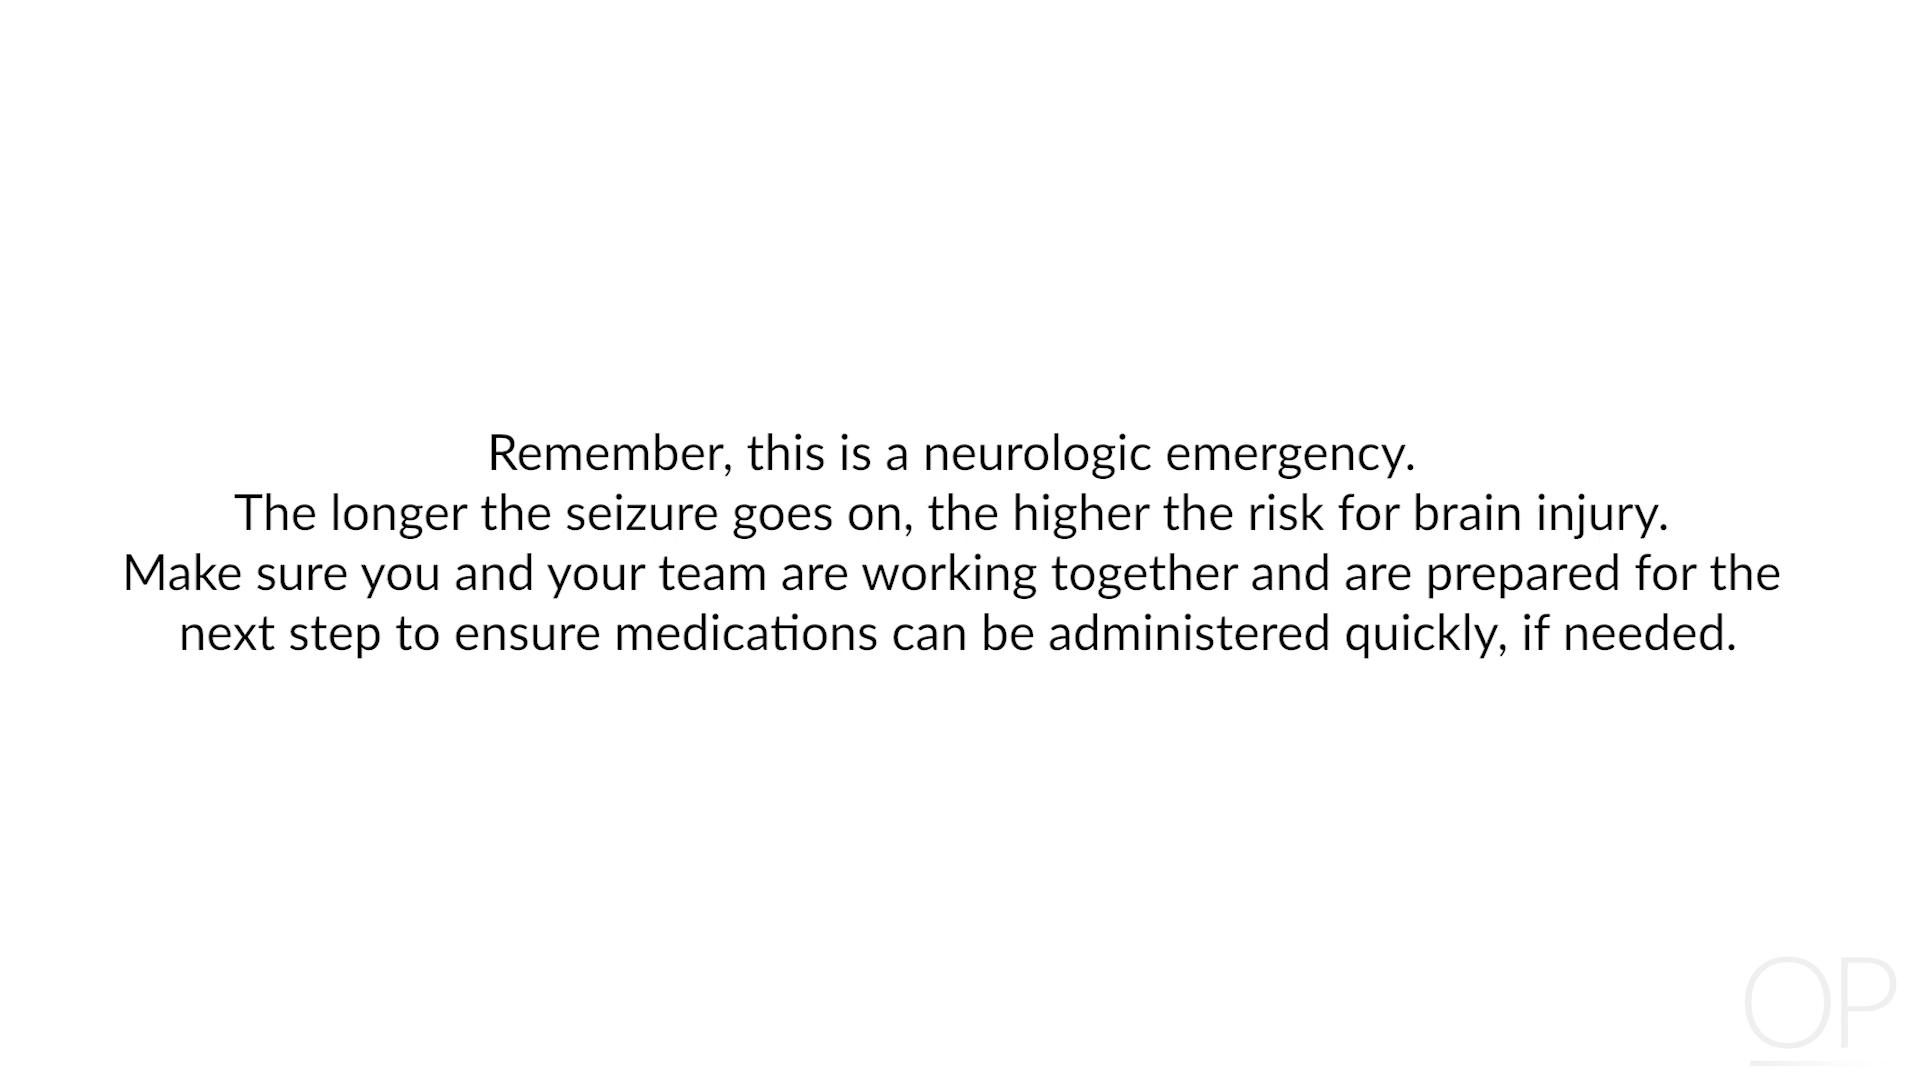 Remember, this is a neurologic emergency.
The longer the seizure goes on, the higher the risk for brain injury.
Make sure you and your team are working together and are prepared for the
next step to ensure medications can be administered quickly, if needed.
OP